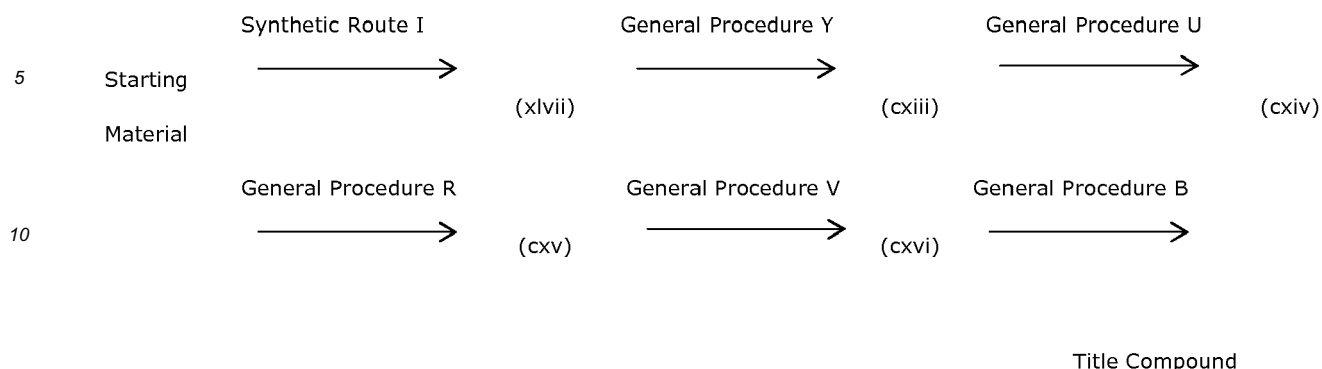 Synthetic Route I General Procedure Y General Procedure U
5 Starting
(xlvii) (cxiii) (cxiv)
Material
General Procedure R General Procedure V General Procedure B
10
(cxv) (cxvi)
Title Compound